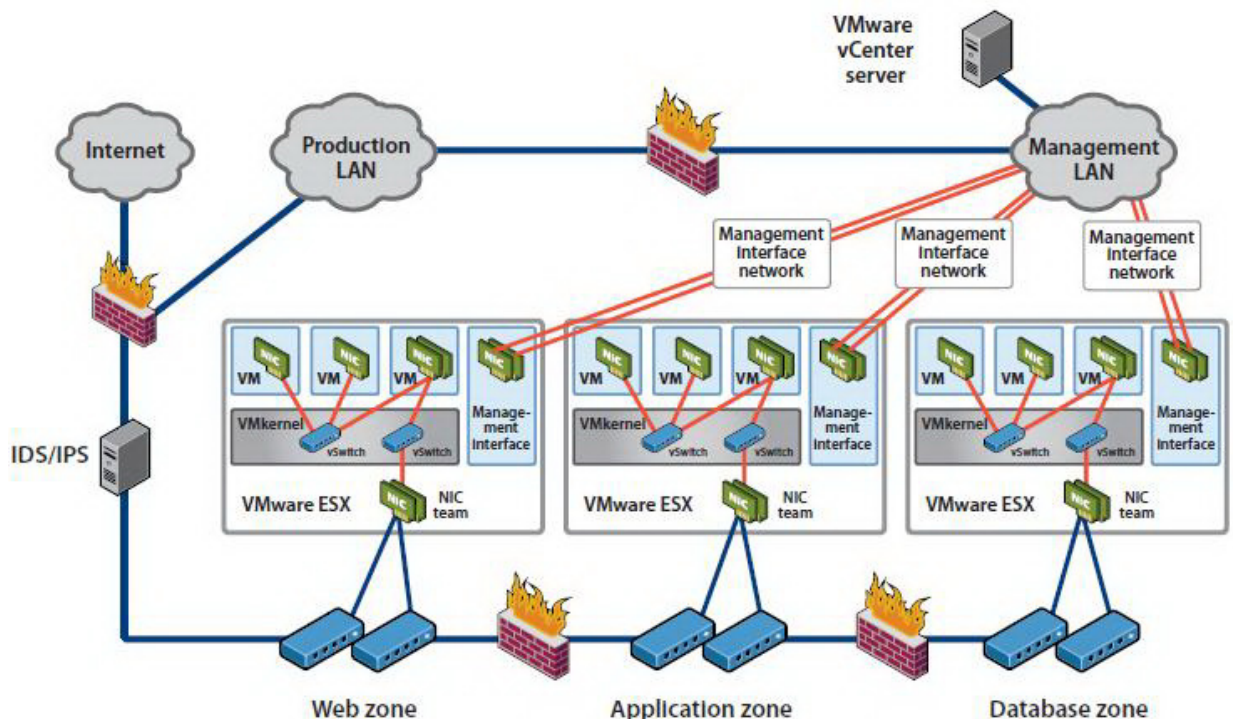 VMware
vCenter
server
Internet
Production
LAN
Management
LAN
Management
Interface
network
Management
Interface
network
Management
Interface
network
IDS/IPS
NIC
VM
NIC
VM
NIC
VM
NIC
VMkernel
vSwitch
vSwitch
Manage-
ment
Interface
VMware ESX
NIC
NIC
team
NIC
VM
NIC
VM
NIC
VM
NIC
VMkernel
vSwitch
vSwitch
Manage-
ment
Interface
VMware ESX
NIC
NIC
team
NIC
VM
NIC
VM
NIC
VM
NIC
VMkernel
vSwitch
vSwitch
Manage-
ment
Interface
VMware ESX
NIC
NIC
team
Web zone
Application zone
Database zone